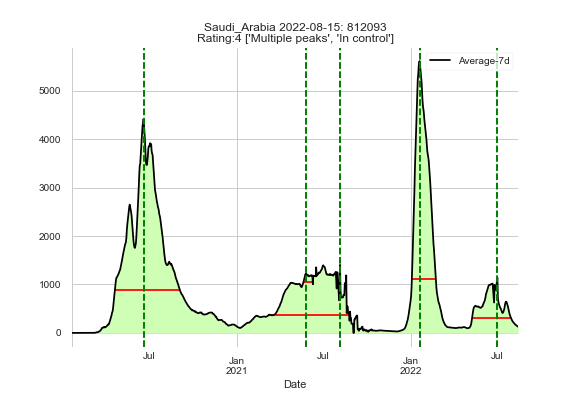 Saudi_Arabia 2022-08-15: 812093
Rating:4 ['Multiple peaks', 'In control']
Average-7d
5000
4000
3000
2000
1000
0
Jul
Jan
2021
Jul
Jan
2022
Jul
Date